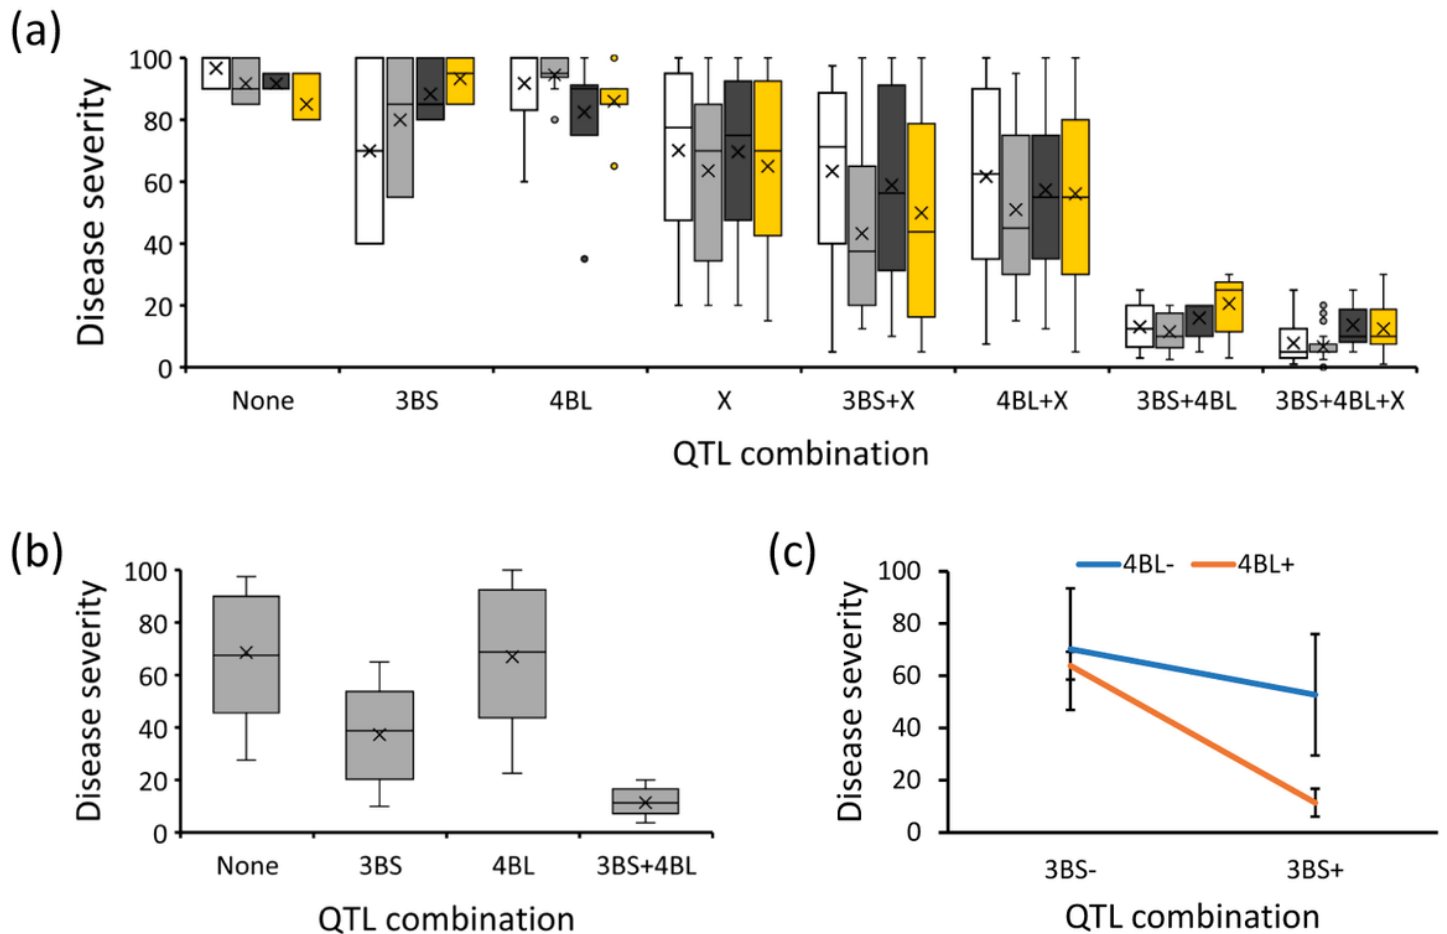 (a)
Disease severity
100
80
60
40
20
0
None 3BS 4BL X 3BS+X 4BL+X 3BS+4BL 3BS+4BL+X
QTL combination
(b)
Disease severity
100
80
60
40
20
0
None 3BS 4BL 3BS+4BL
QTL combination
(c)
4BL- 4BL+
Disease severity
100
80
60
40
20
0
3BS- 3BS+
QTL combination